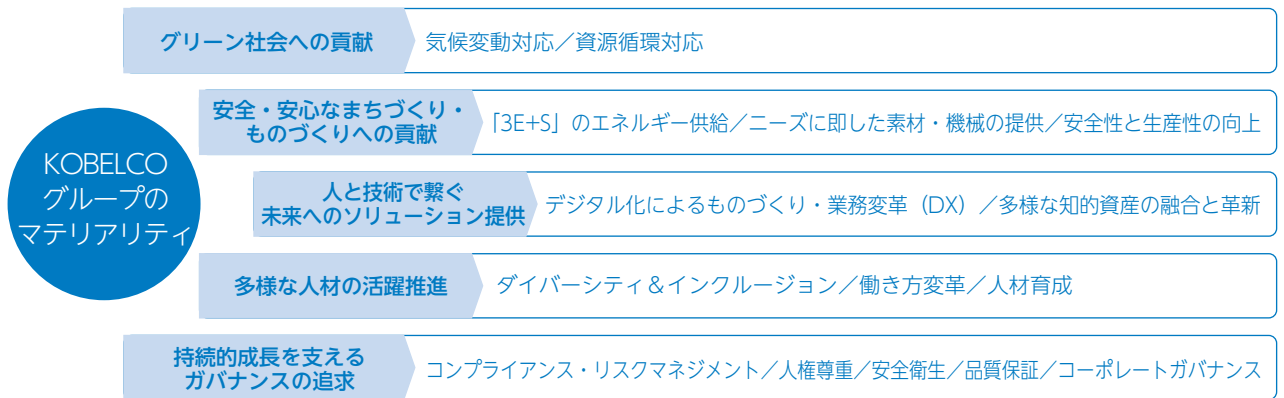 KOBELCO
グループの
マテリアリティ
グリーン社会への貢献
気候変動対応／資源循環対応
安全・安心なまちづくり・
ものづくりへの貢献
「3E+S」のエネルギー供給／ニーズに即した素材・機械の提供／安全性と生産性の向上
人と技術で繋ぐ
未来へのソリューション提供
デジタル化によるものづくり・業務変革（DX）／多様な知的資産の融合と革新
多様な人材の活躍推進
ダイバーシティ＆インクルージョン／働き方変革／人材育成
持続的成長を支える
ガバナンスの追求
コンプライアンス・リスクマネジメント／人権尊重／安全衛生／品質保証／コーポレートガバナンス